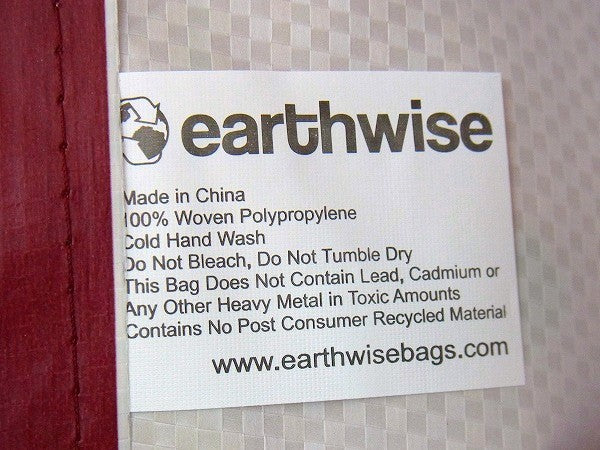 earthwise
Made in China
100% Woven Polypropylene
Cold Hand Wash
Do Not Bleach, Do Not Tumble Dry
This Bag Does Not Contain Lead, Cadmium or
Any Other Heavy Metal in Toxic Amounts
Contains No Post Consumer Recycled Material
www.earthwisebags.com